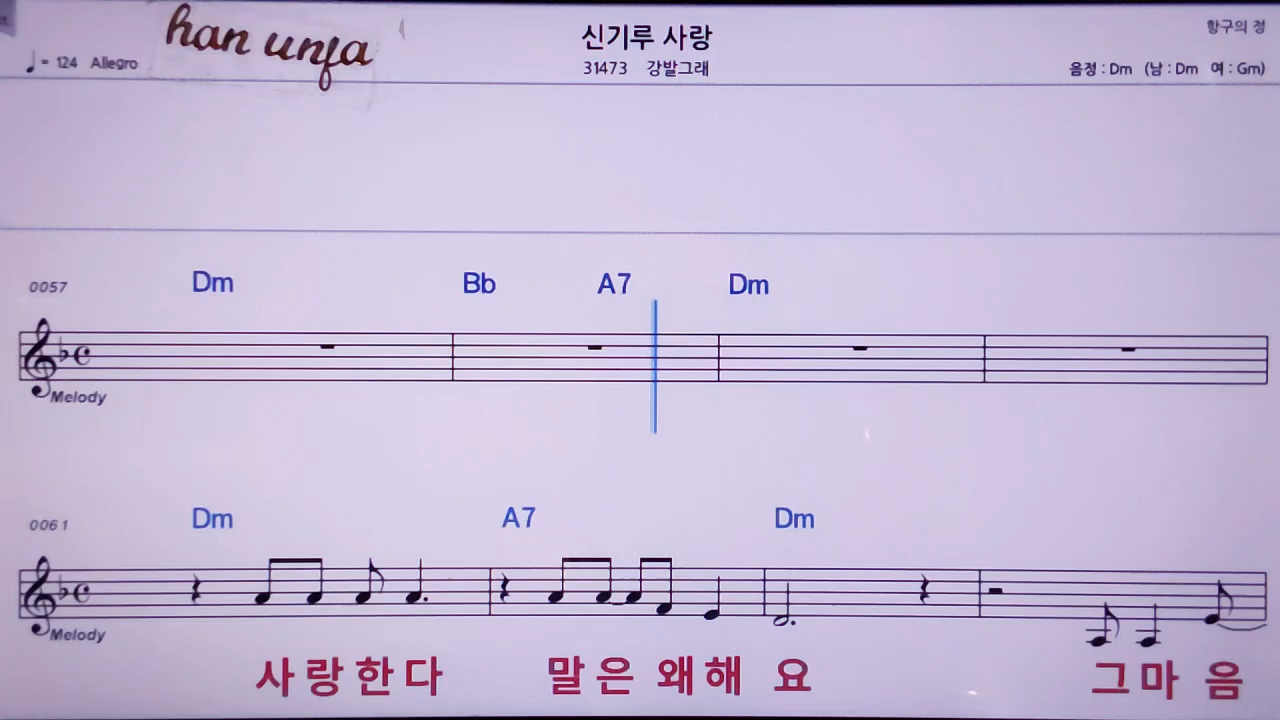 han unfa
신기루 사랑
항구의 정
♩= 124 Allegro
31473 강발그래
음정 : Dm (남 : Dm 여 : Gm)
0057 Dm Bb A7 Dm
Melody
0061 Dm A7 Dm
Melody
사랑한다 말은 왜해 요 그마 음